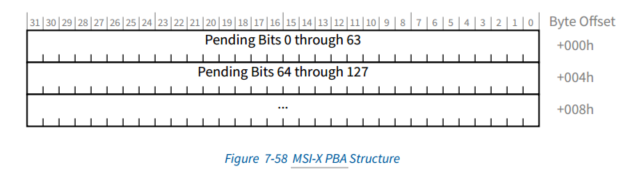 31 30 29 28 27 26 25 24 23 22 21 20 19 18 17 16 15 14 13 12 11 10 9 8 7 6 5 4 3 2 1 0 Byte Offset
Pending Bits 0 through 63 +000h
Pending Bits 64 through 127 +004h
... +008h
Figure 7-58 MSI-X PBA Structure